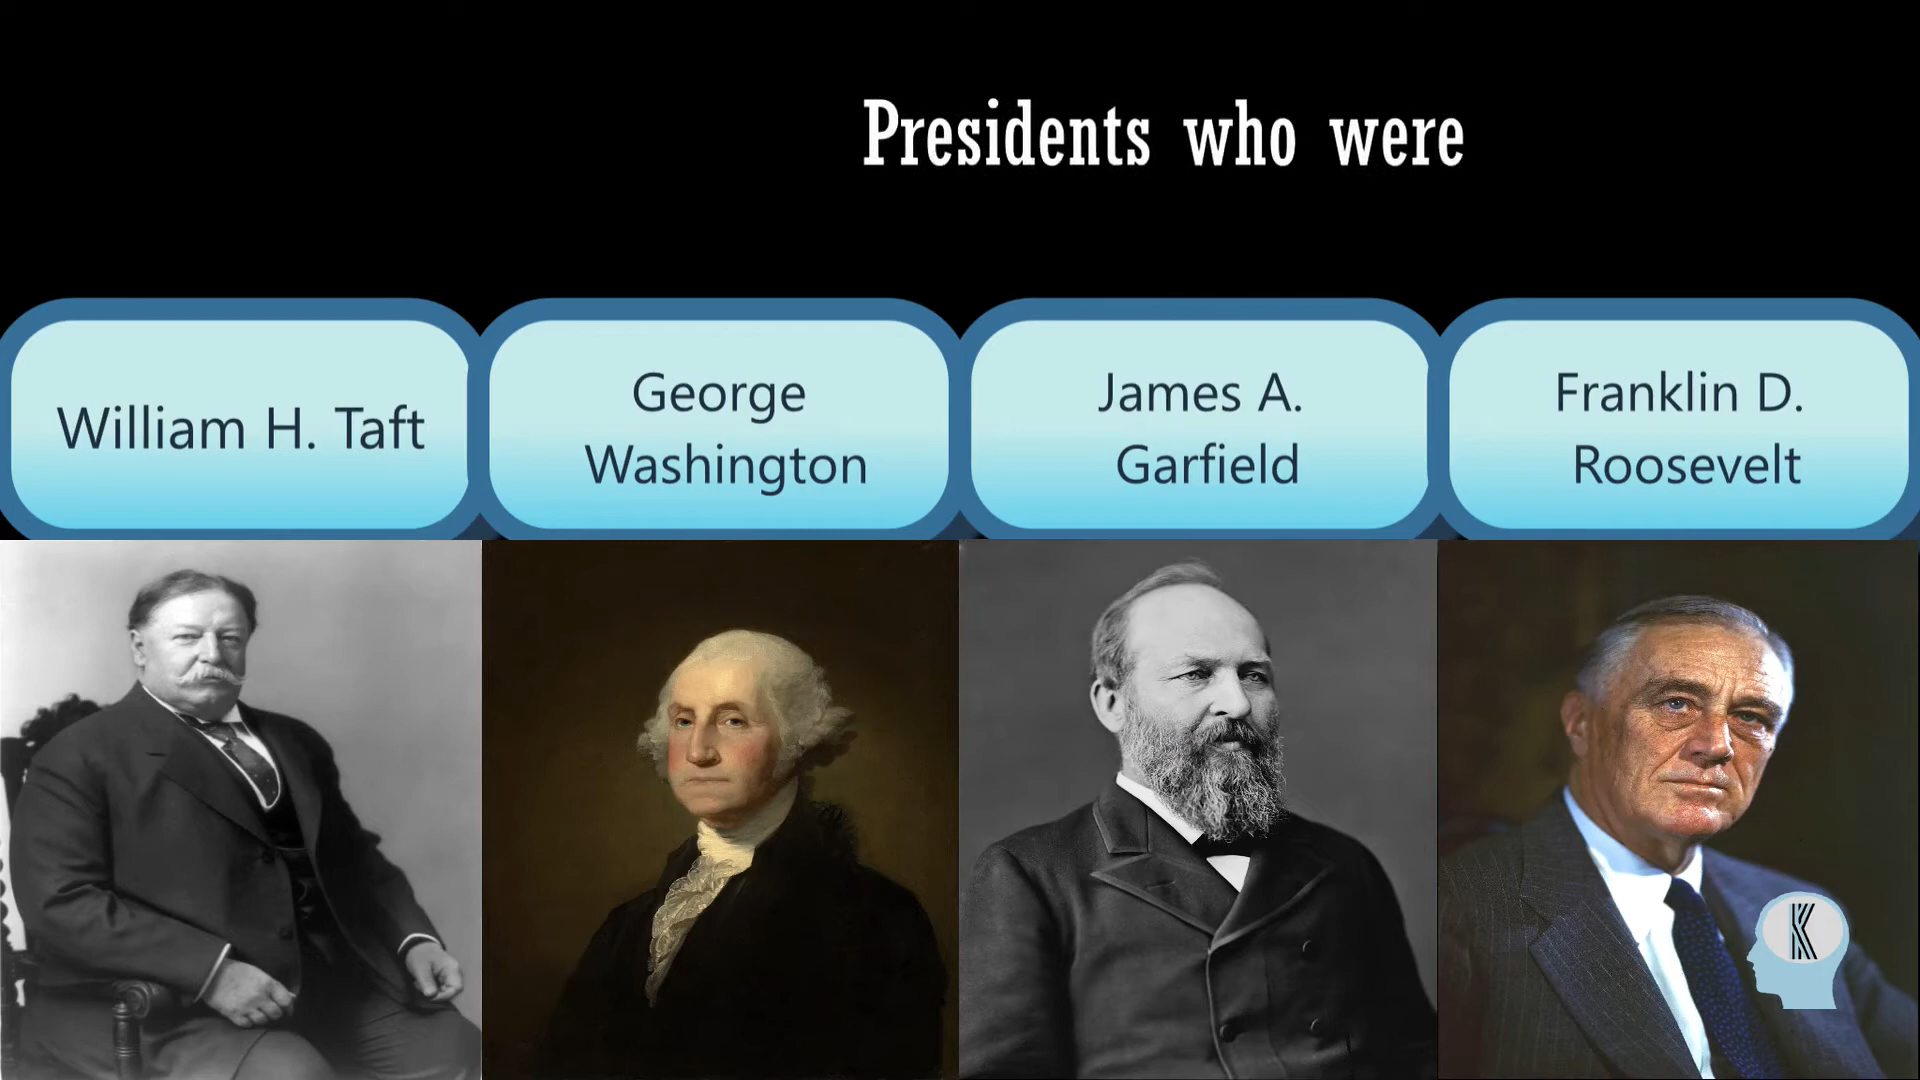 Presidents who were
William H. Taft
George
Washington
James A.
Garfield
Franklin D.
Roosevelt
K